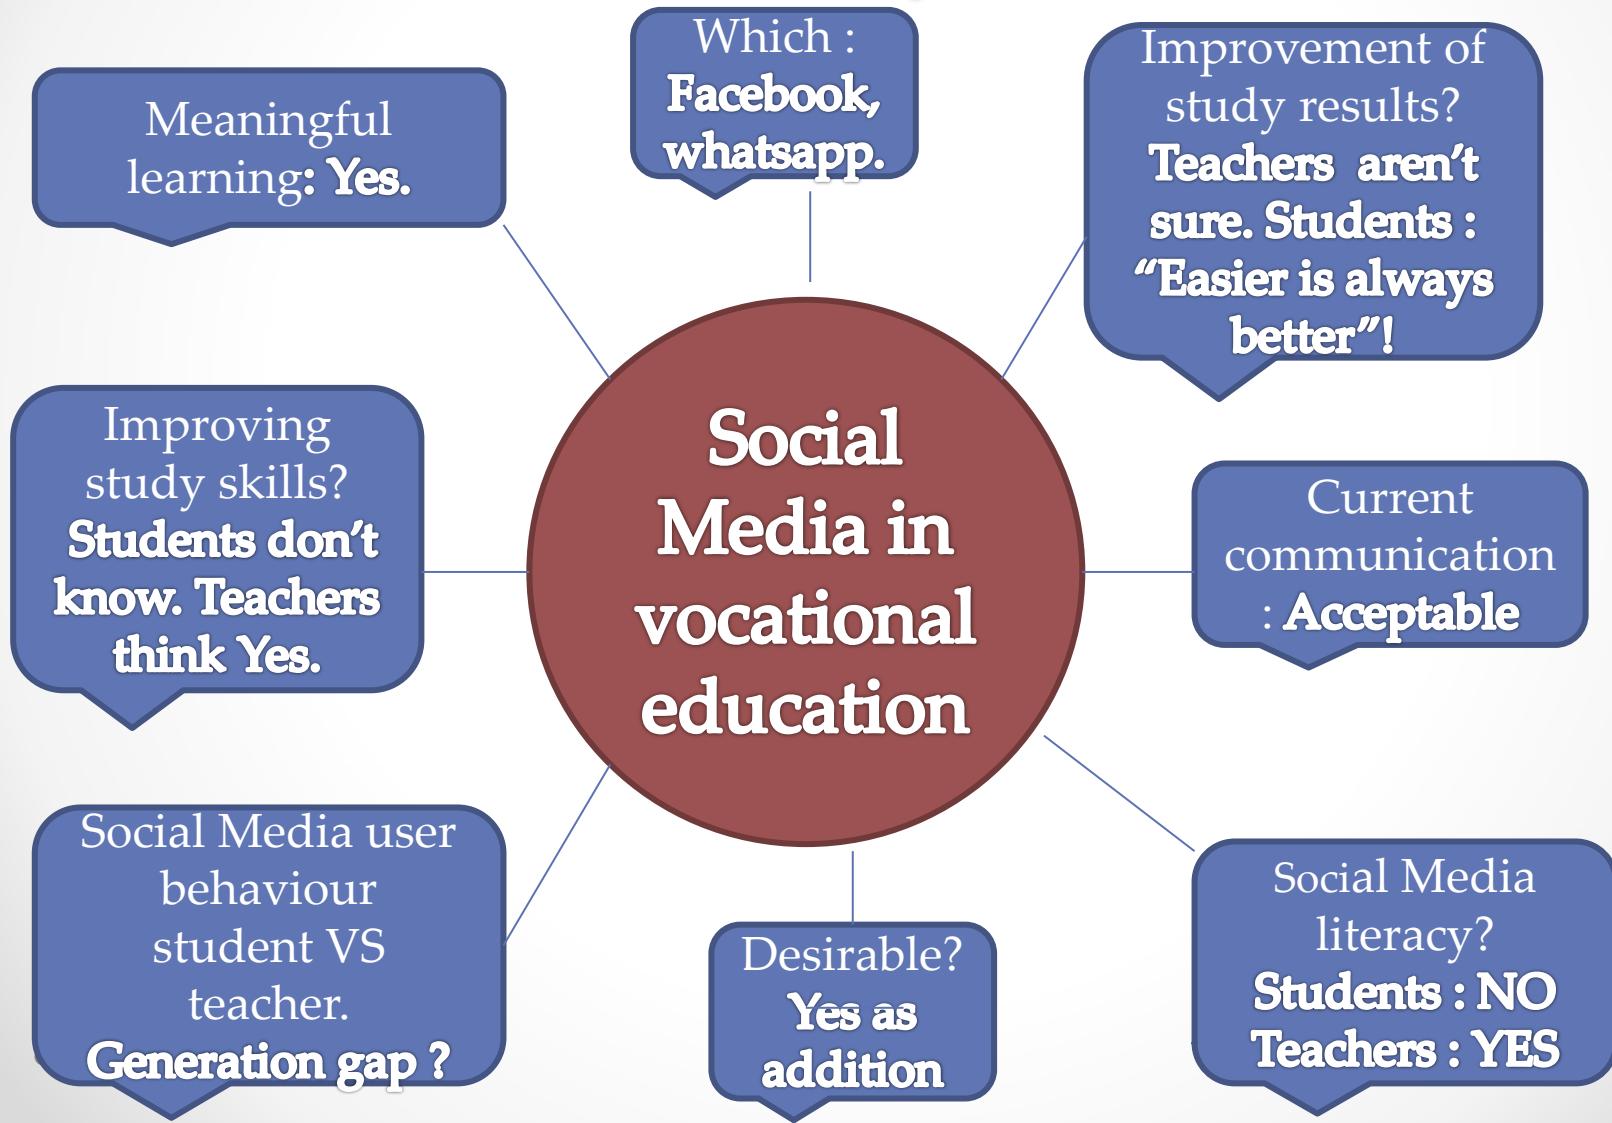 Which :
Facebook,
whatsapp.
Improvement of
study results?
Teachers aren’t
sure. Students :
“Easier is always
better”!
Meaningful
learning: Yes.
Social
Media in
vocational
education
Improving
study skills?
Students don’t
know. Teachers
think Yes.
Current
communication
: Acceptable
Social Media user
behaviour
student VS
teacher.
Generation gap ?
Desirable?
Yes as
addition
Social Media
literacy?
Students : NO
Teachers : YES